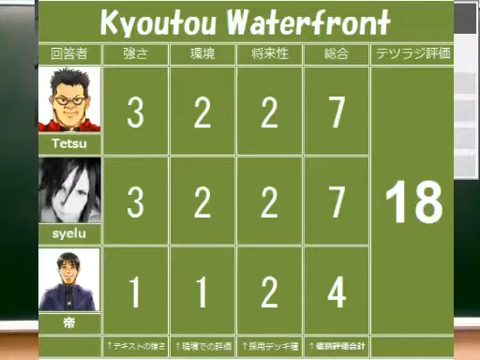 Kyoutou Waterfront
回答者 強さ 環境 将来性 総合 テツラジ評価
Tetsu 3 2 2 7
syelu 3 2 2 7
18
帝 1 1 2 4
↑テキストの強さ ↑環境での評価 ↑採用デッキ種 ↑個別評価合計